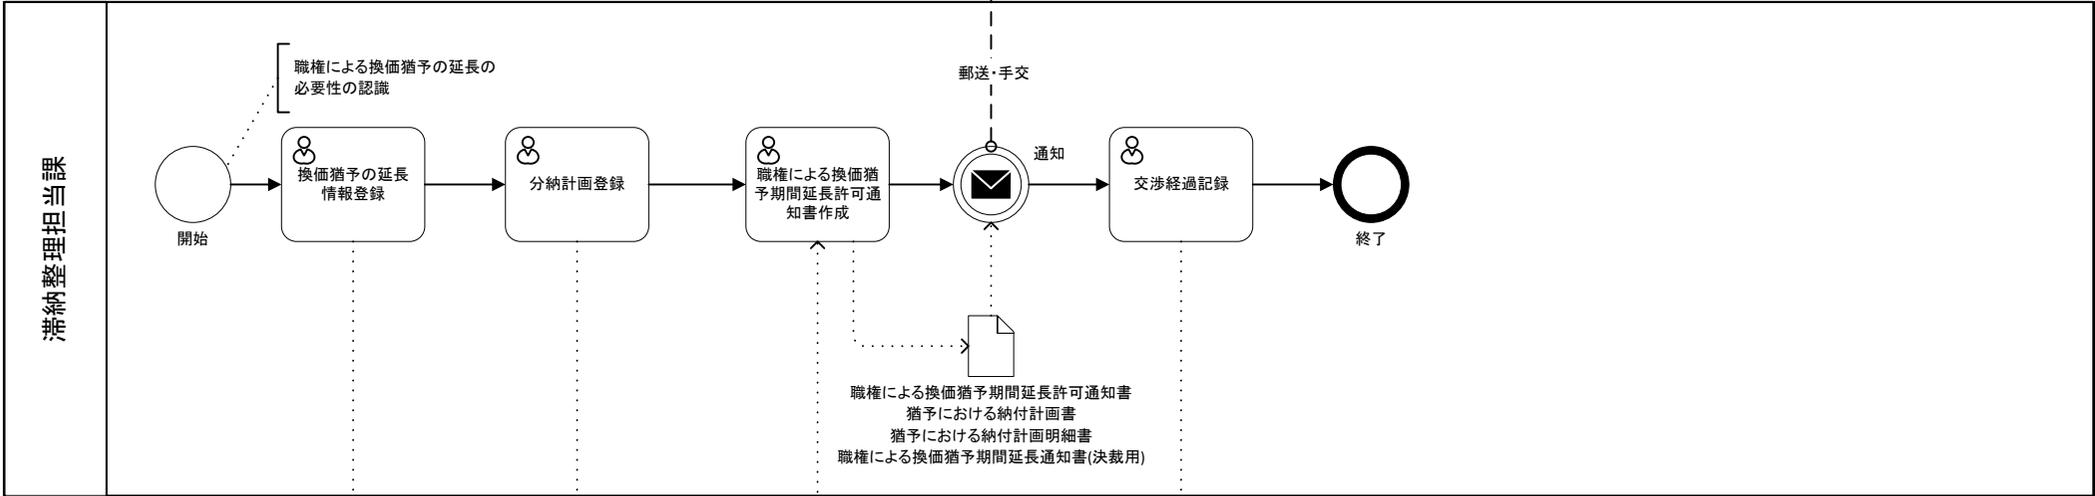 滞納整理担当課
職権による換価猶予の延長の
必要性の認識
郵送・手交
開始
換価猶予の延長
情報登録
分納計画登録
職権による換価猶
予期間延長許可通
知書作成
通知
交渉経過記録
終了
職権による換価猶予期間延長許可通知書
猶予における納付計画書
猶予における納付計画明細書
職権による換価猶予期間延長通知書(決裁用)